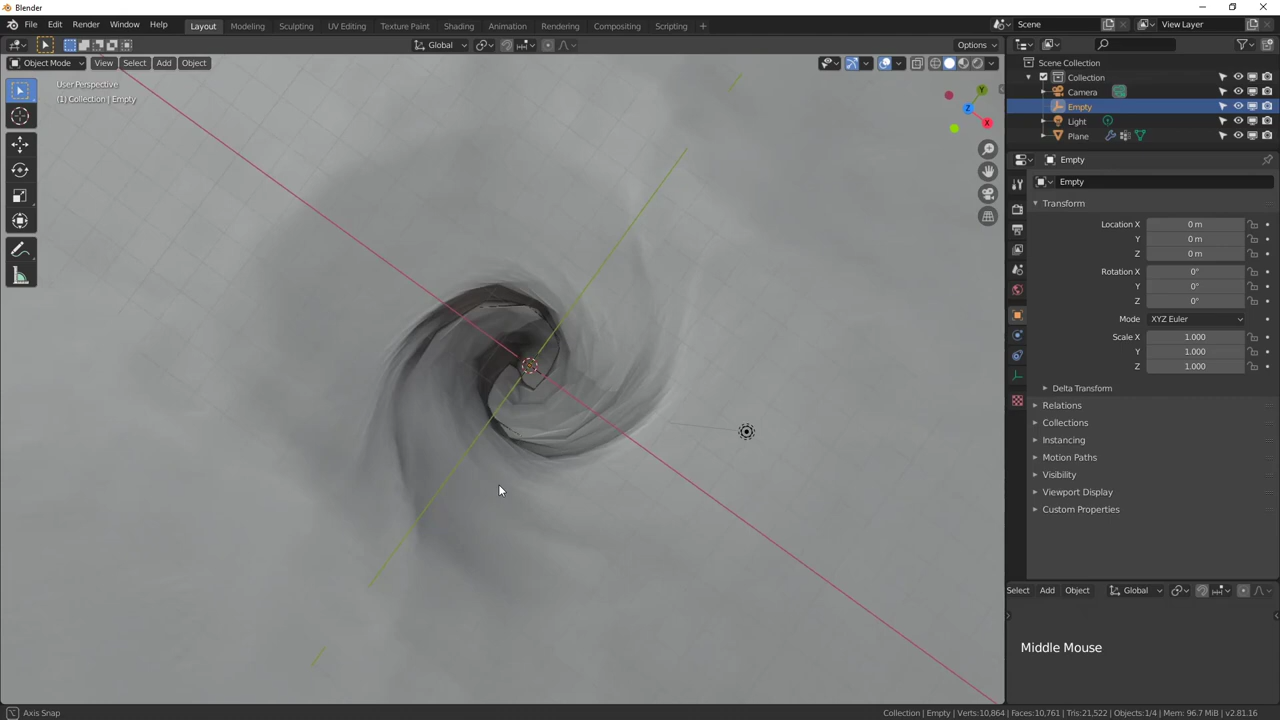 Blender
File Edit Render Window Help
Layout Modeling Sculpting UV Editing Texture Paint Shading Animation Rendering Compositing Scripting +
Scene
View Layer
Global
Options
Object Mode View Select Add Object
User Perspective
(1) Collection | Empty
Y
Z
X
Scene Collection
Collection
Camera
Empty
Light
Plane
Empty
Empty
Transform
Location X 0 m
Y 0 m
Z 0 m
Rotation X 0°
Y 0°
Z 0°
Mode XYZ Euler
Scale X 1.000
Y 1.000
Z 1.000
Delta Transform
Relations
Collections
Instancing
Motion Paths
Visibility
Viewport Display
Custom Properties
Select Add Object Global
Middle Mouse
Axis Snap
Collection | Empty | Verts:10,864 | Faces:10,761 | Tris:21,522 | Objects:1/4 | Mem: 96.7 MiB | v2.81.16